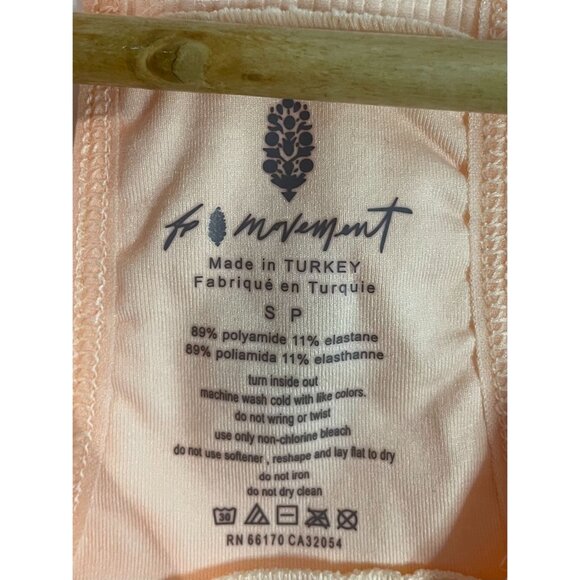 fp movement
Made in TURKEY
Fabriqué en Turquie
S P
89% polyamide 11% elastane
89% poliamida 11% elasthanne
turn inside out
machine wash cold with like colors.
do not wring or twist
use only non-chlorine bleach
do not use softener , reshape and lay flat to dry
do not iron
do not dry clean
30
RN 66170 CA32054